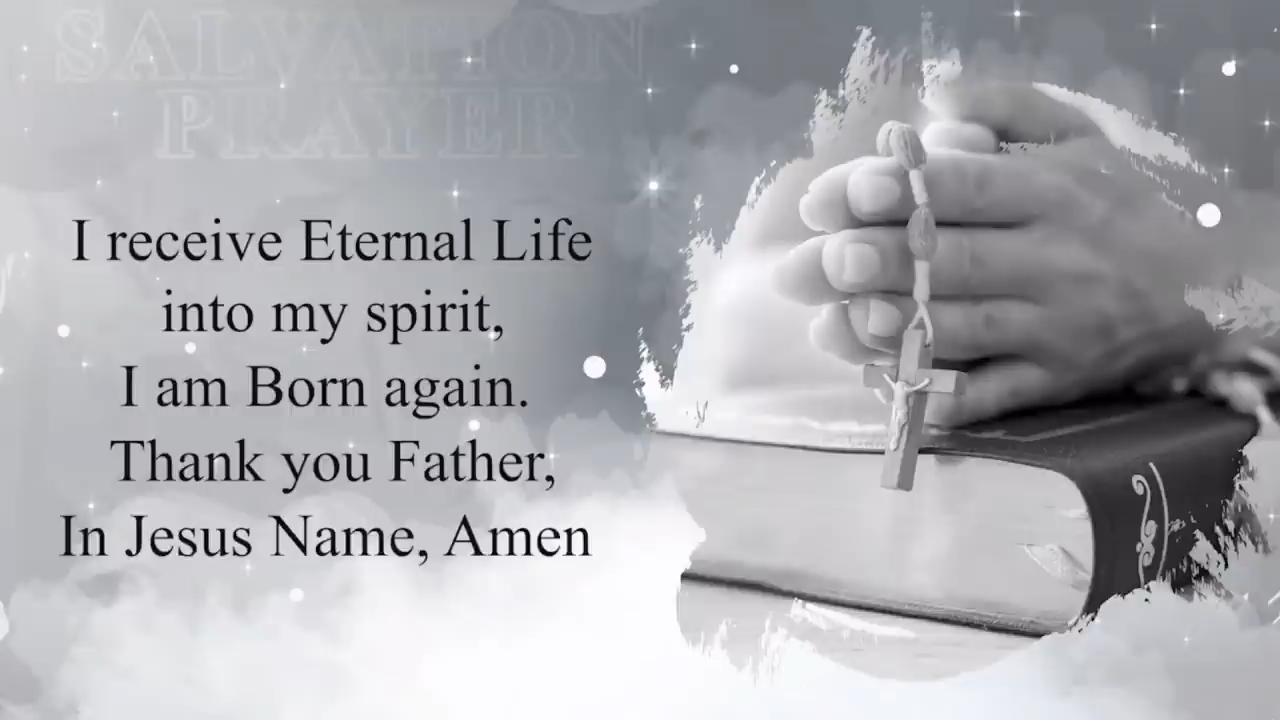 SALVATION
PRAYER
I receive Eternal Life
into my spirit,
I am Born again.
Thank you Father,
In Jesus Name, Amen